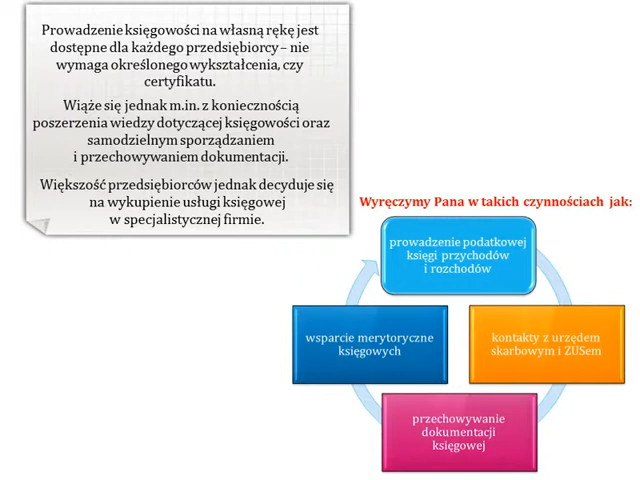 Prowadzenie księgowości na własną rękę jest
dostępne dla każdego przedsiębiorcy – nie
wymaga określonego wykształcenia, czy
certyfikatu.
Wiąże się jednak m.in. z koniecznością
poszerzenia wiedzy dotyczącej księgowości oraz
samodzielnym sporządzaniem
i przechowywaniem dokumentacji.
Większość przedsiębiorców jednak decyduje się
na wykupienie usługi księgowej
w specjalistycznej firmie.
Wyręczymy Pana w takich czynnościach jak:
prowadzenie podatkowej
księgi przychodów
i rozchodów
wsparcie merytoryczne
księgowych
kontakty z urzędem
skarbowym i ZUSem
przechowywanie
dokumentacji
księgowej